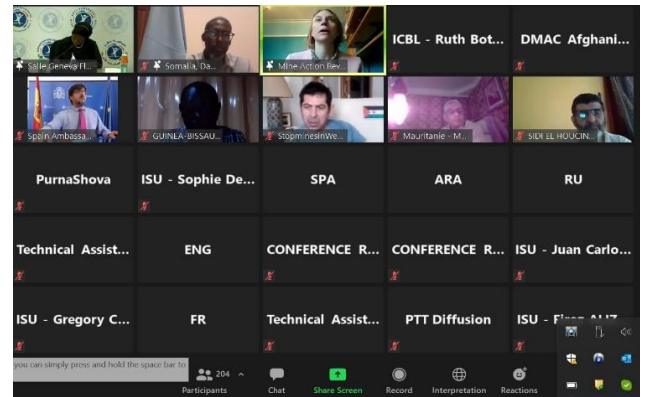 Salle Geneva Fl...
Somalia, Da...
Mine Action Rev...
ICBL - Ruth Bot...
DMAC Afghani...
Spain Ambassa...
GUINEA-BISSAU...
StopminesinWe...
Mauritanie - M...
SIDI EL HOUCIN...
PurnaShova
ISU - Sophie De...
SPA
ARA
RU
Technical Assist...
ENG
CONFERENCE R...
CONFERENCE R...
ISU - Juan Carlo...
ISU - Gregory C...
FR
Technical Assist...
PTT Diffusion
ISU -
you can simply press and hold the space bar to
204
Participants
Chat
Share Screen
Record
Interpretation
Reactions